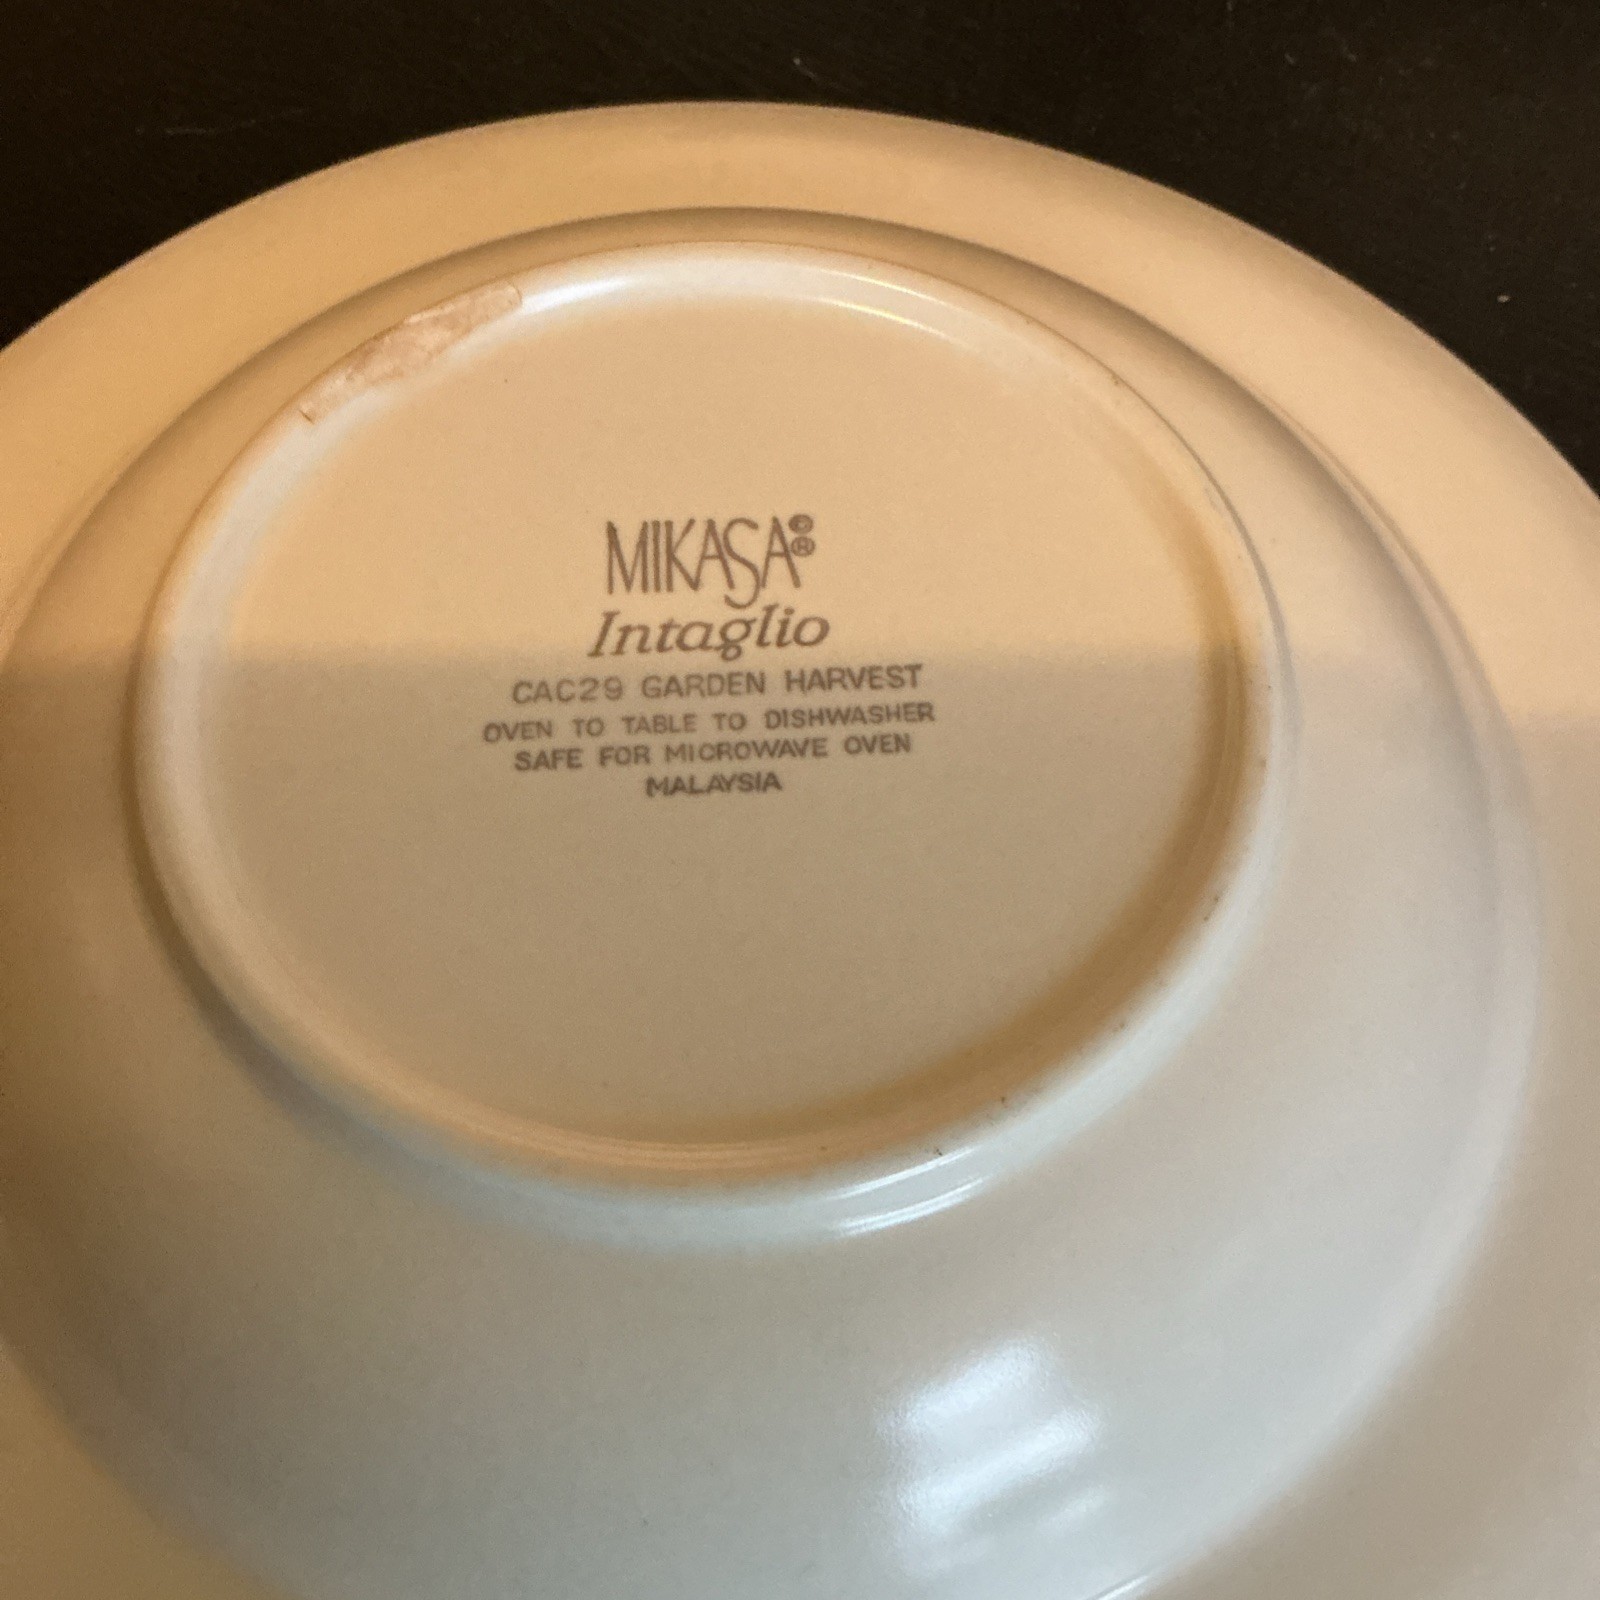 MIKASA©®
Intaglio
CAC29 GARDEN HARVEST
OVEN TO TABLE TO DISHWASHER
SAFE FOR MICROWAVE OVEN
MALAYSIA